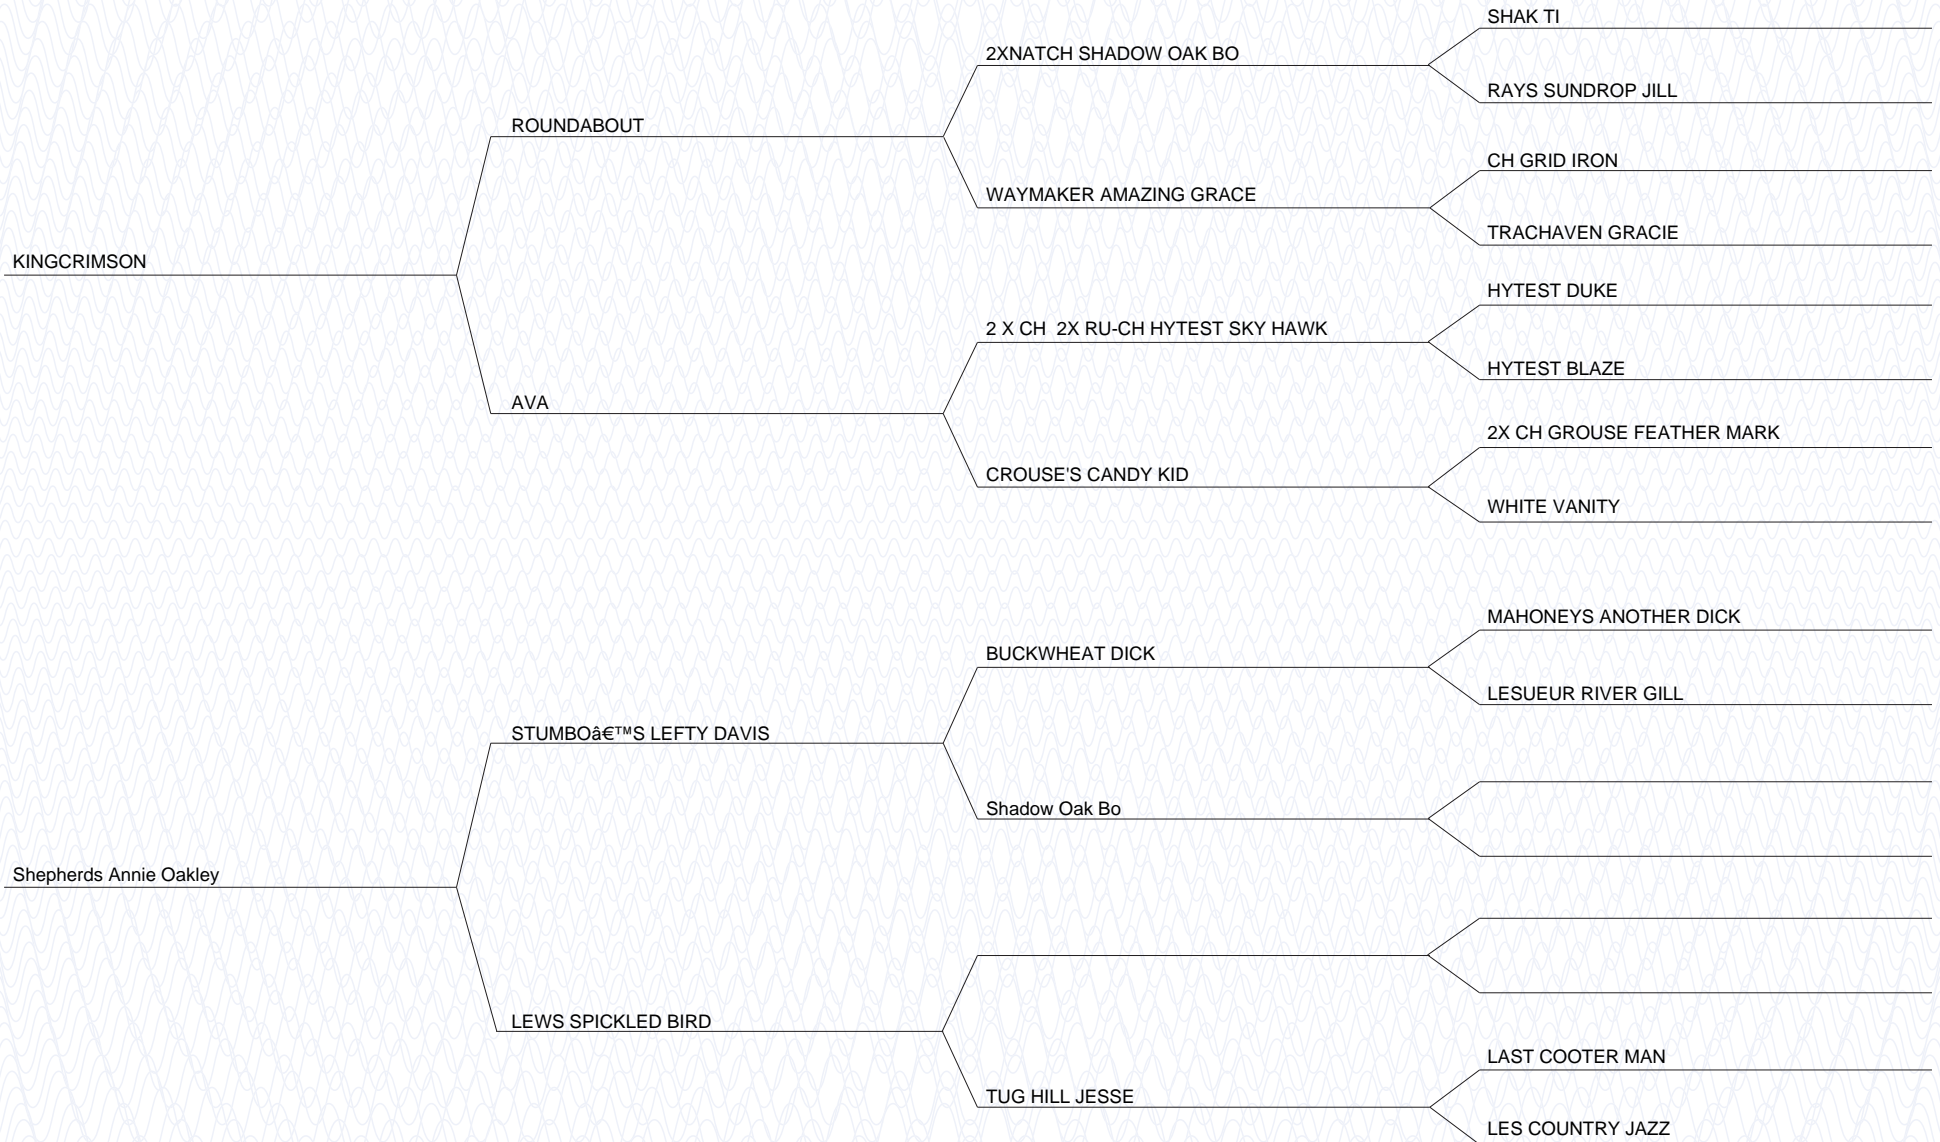 SHAK TI
2XNATCH SHADOW OAK BO
RAYS SUNDROP JILL
ROUNDABOUT
CH GRID IRON
WAYMAKER AMAZING GRACE
TRACHAVEN GRACIE
KINGCRIMSON
HYTEST DUKE
2 X CH  2X RU-CH HYTEST SKY HAWK
HYTEST BLAZE
AVA
2X CH GROUSE FEATHER MARK
CROUSE'S CANDY KID
WHITE VANITY
MAHONEYS ANOTHER DICK
BUCKWHEAT DICK
LESUEUR RIVER GILL
STUMBOâ€™S LEFTY DAVIS
Shadow Oak Bo
Shepherds Annie Oakley
LEWS SPICKLED BIRD
LAST COOTER MAN
TUG HILL JESSE
LES COUNTRY JAZZ